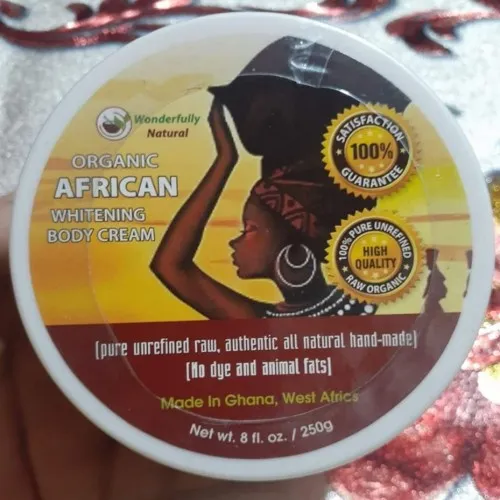 Wonderfully
Natural
ORGANIC
AFRICAN
WHITENING
BODY CREAM
SATISFACTION
100%
GUARANTEE
100% PURE UNREFINED
HIGH
QUALITY
RAW ORGANIC
(pure unrefined raw, authentic all natural hand-made)
(No dye and animal fats)
Made In Ghana, West Africa
Net wt. 8 fl. oz. / 250g